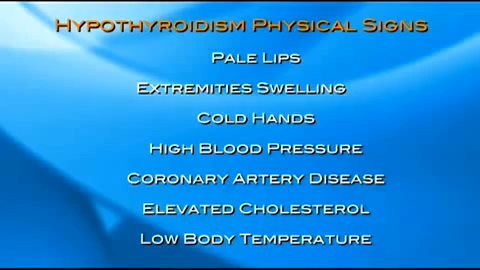 Hypothyroidism Physical Signs
Pale Lips
Extremities Swelling
Cold Hands
High Blood Pressure
Coronary Artery Disease
Elevated Cholesterol
Low Body Temperature